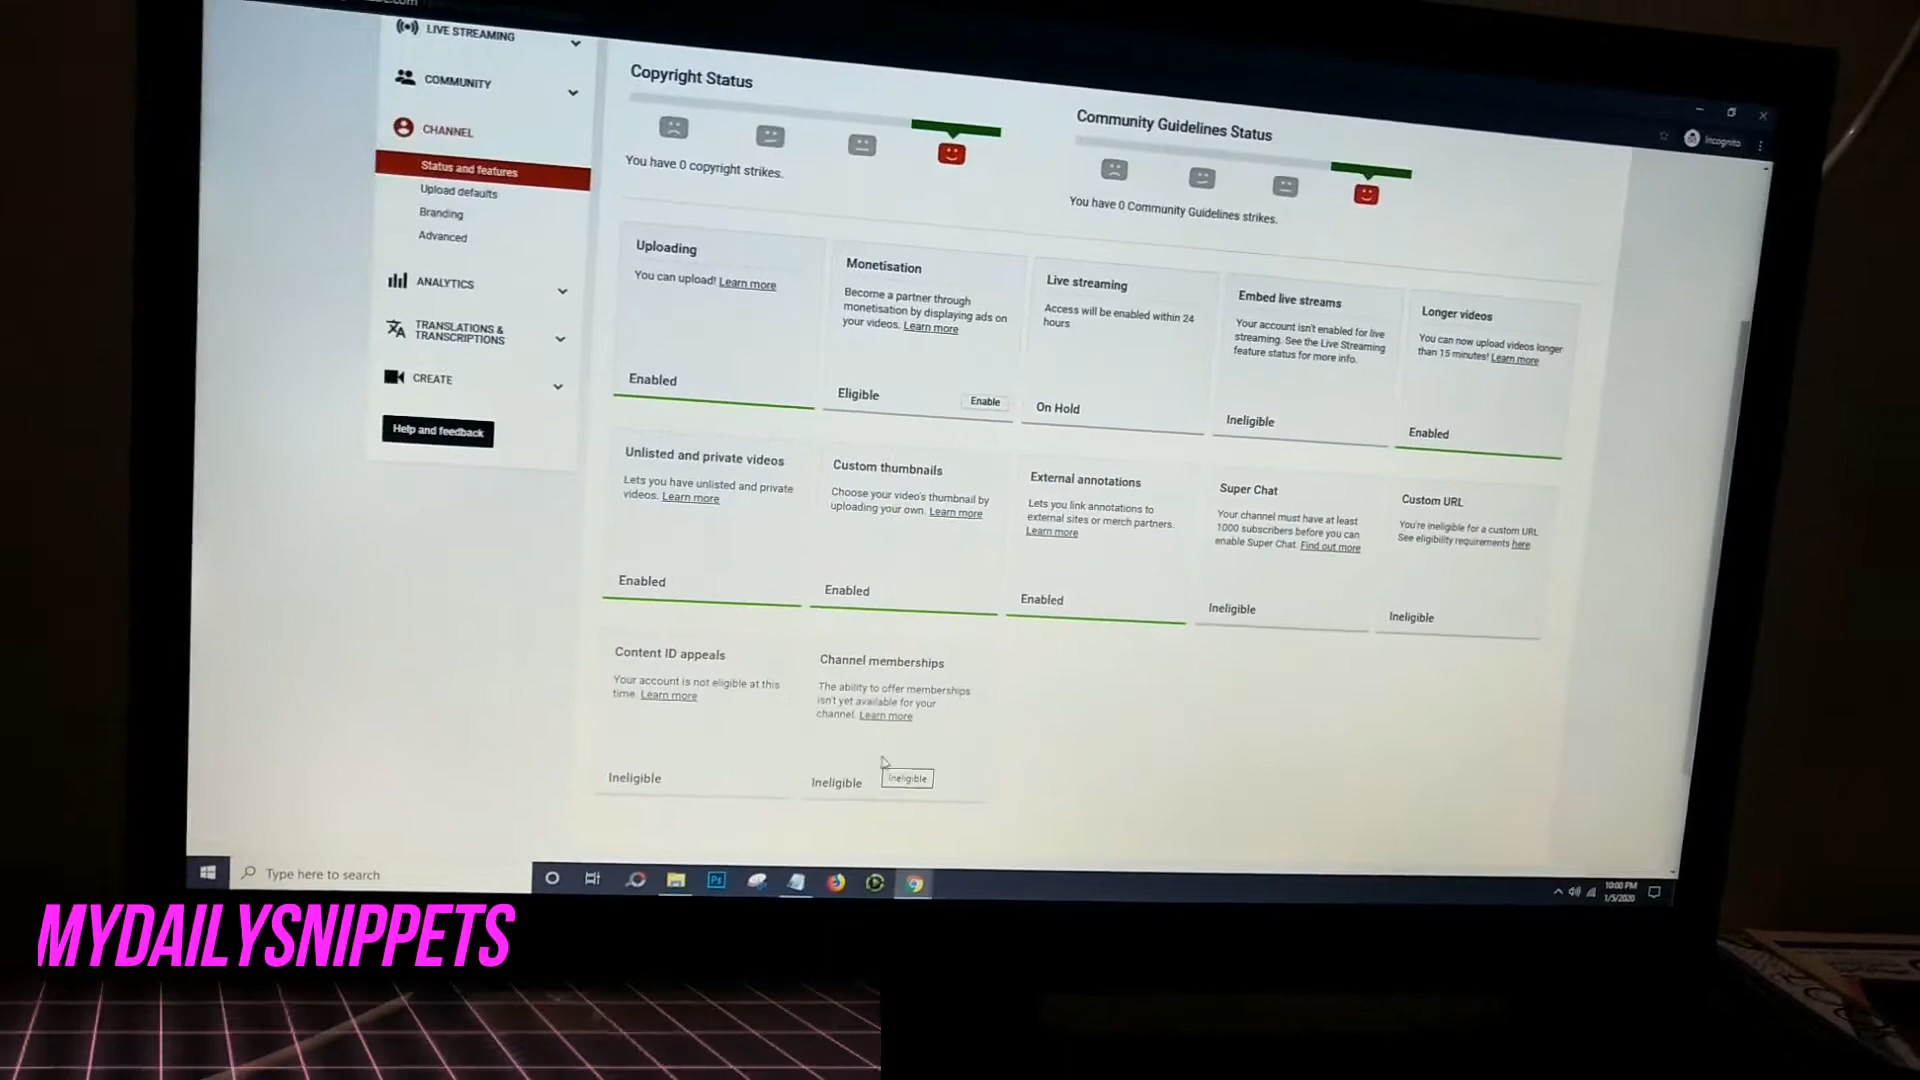 LIVE STREAMING
COMMUNITY
CHANNEL
Status and features
Upload defaults
Branding
Advanced
ANALYTICS
TRANSLATIONS &
TRANSCRIPTIONS
CREATE
Help and feedback
Copyright Status
You have 0 copyright strikes.
Community Guidelines Status
You have 0 Community Guidelines strikes.
Incognito
Uploading
You can upload! Learn more
Enabled
Monetisation
Become a partner through
monetisation by displaying ads on
your videos. Learn more
Eligible
Enable
Live streaming
Access will be enabled within 24
hours
On Hold
Embed live streams
Your account isn't enabled for live
streaming. See the Live Streaming
feature status for more info.
Ineligible
Longer videos
You can now upload videos longer
than 15 minutes! Learn more
Enabled
Unlisted and private videos
Lets you have unlisted and private
videos. Learn more
Enabled
Custom thumbnails
Choose your video's thumbnail by
uploading your own. Learn more
Enabled
External annotations
Lets you link annotations to
external sites or merch partners.
Learn more
Enabled
Super Chat
Your channel must have at least
1000 subscribers before you can
enable Super Chat. Find out more
Ineligible
Custom URL
You're ineligible for a custom URL
See eligibility requirements here
Ineligible
Content ID appeals
Your account is not eligible at this
time. Learn more
Ineligible
Channel memberships
The ability to offer memberships
isn't yet available for your
channel. Learn more
Ineligible
Ineligible
Type here to search
Ps
10:00 PM
1/5/2020
MYDAILYSNIPPETS